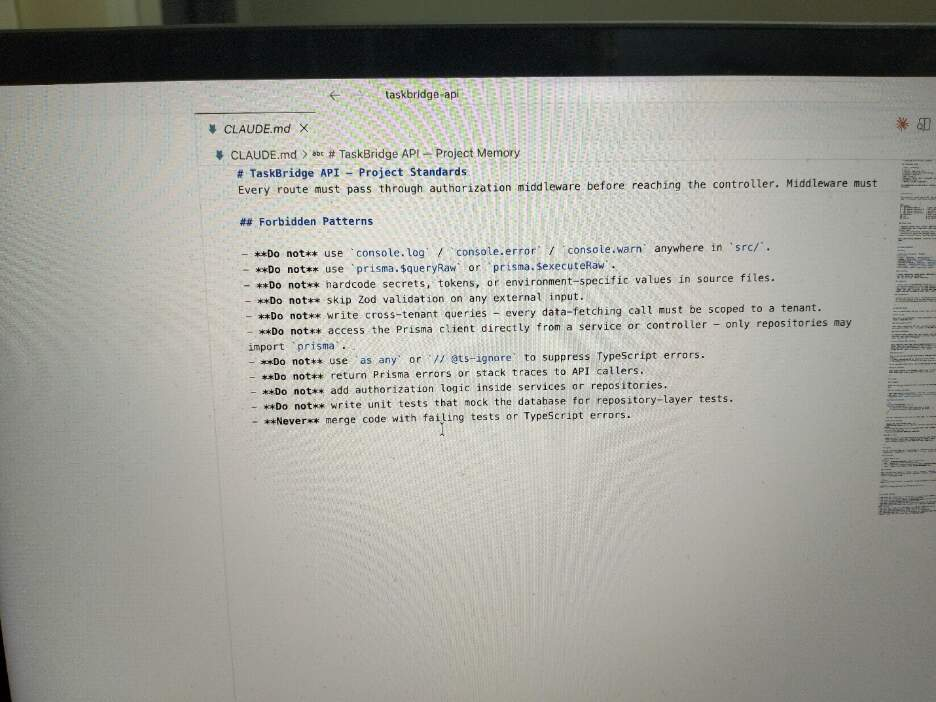 taskbridge-api
CLAUDE.md
CLAUDE.md > abc # TaskBridge API — Project Memory
# TaskBridge API — Project Standards
Every route must pass through authorization middleware before reaching the controller. Middleware must
## Forbidden Patterns
- **Do not** use `console.log` / `console.error` / `console.warn` anywhere in `src/`.
- **Do not** use `prisma.$queryRaw` or `prisma.$executeRaw`.
- **Do not** hardcode secrets, tokens, or environment-specific values in source files.
- **Do not** skip Zod validation on any external input.
- **Do not** write cross-tenant queries — every data-fetching call must be scoped to a tenant.
- **Do not** access the Prisma client directly from a service or controller — only repositories may
import `prisma`.
- **Do not** use `as any` or `// @ts-ignore` to suppress TypeScript errors.
- **Do not** return Prisma errors or stack traces to API callers.
- **Do not** add authorization logic inside services or repositories.
- **Do not** write unit tests that mock the database for repository-layer tests.
- **Never** merge code with failing tests or TypeScript errors.